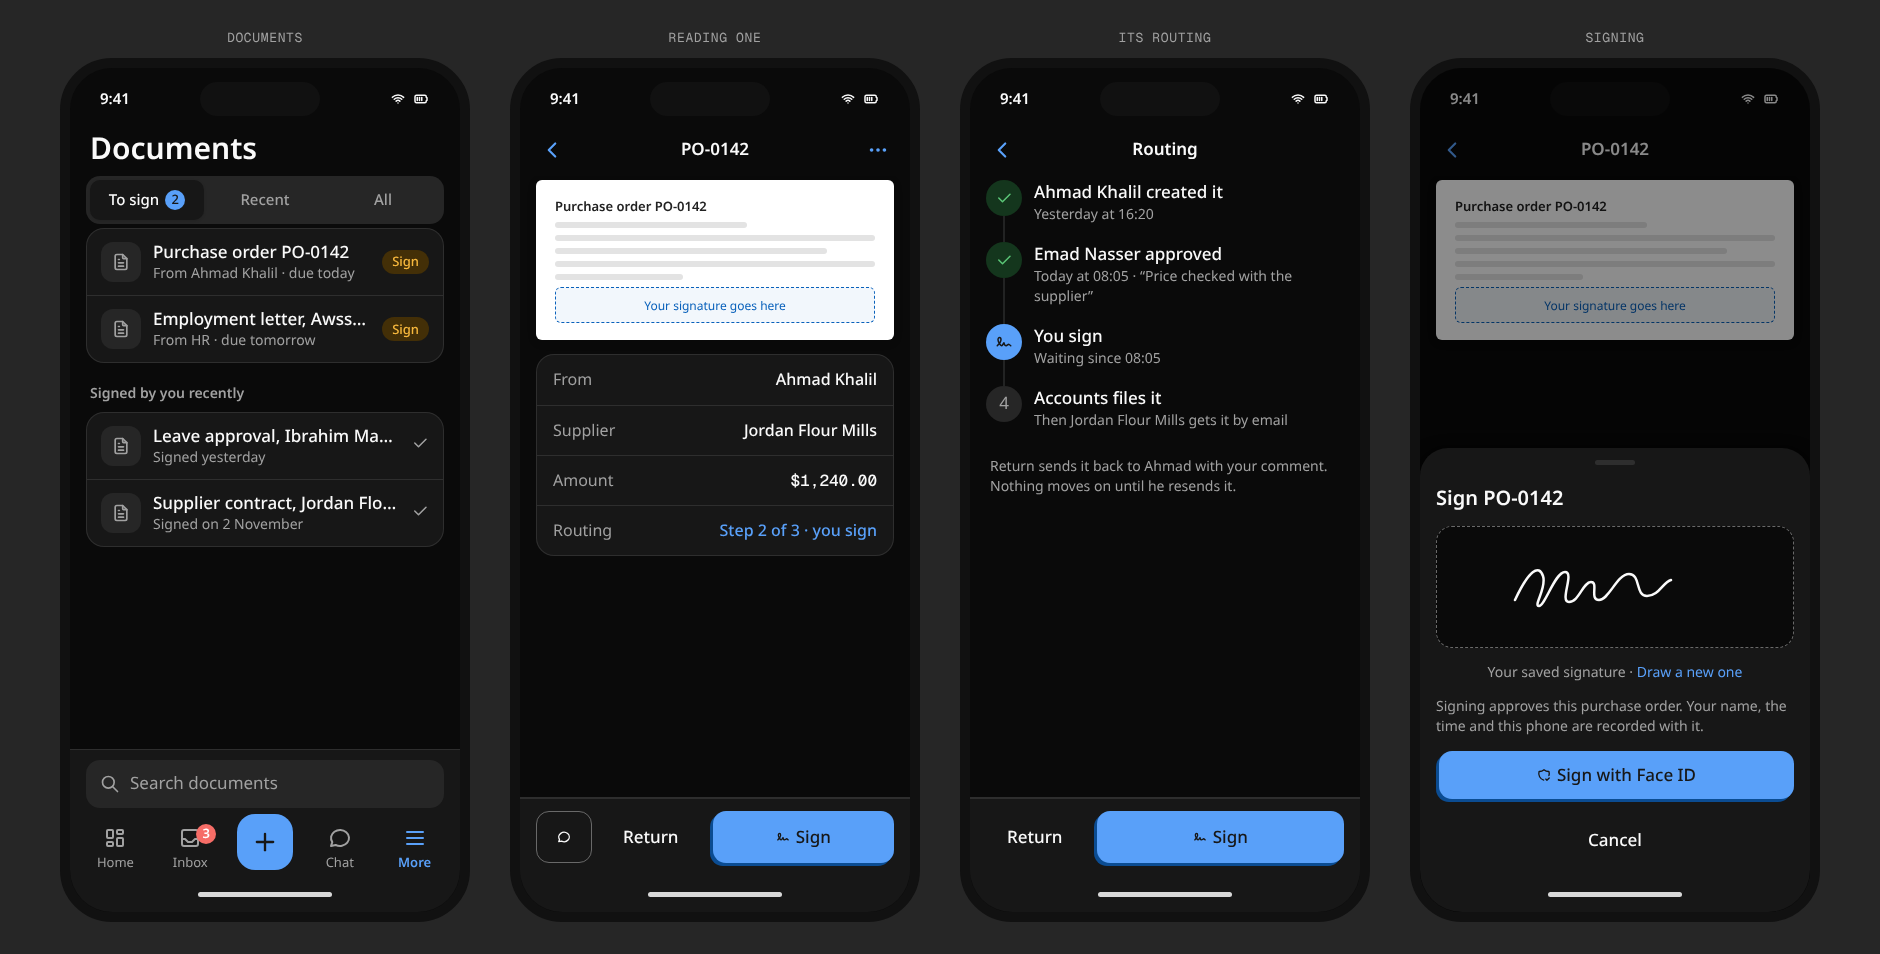 DOCUMENTS
9:41
Documents
To sign 2
Recent
All
Purchase order PO-0142
From Ahmad Khalil · due today
Sign
Employment letter, Awss...
From HR · due tomorrow
Sign
Signed by you recently
Leave approval, Ibrahim Ma...
Signed yesterday
Supplier contract, Jordan Flo...
Signed on 2 November
Search documents
Home
Inbox
3
Chat
More
READING ONE
9:41
PO-0142
Purchase order PO-0142
Your signature goes here
From
Ahmad Khalil
Supplier
Jordan Flour Mills
Amount
$1,240.00
Routing
Step 2 of 3 · you sign
Return
Sign
ITS ROUTING
9:41
Routing
Ahmad Khalil created it
Yesterday at 16:20
Emad Nasser approved
Today at 08:05 · “Price checked with the
supplier”
You sign
Waiting since 08:05
4
Accounts files it
Then Jordan Flour Mills gets it by email
Return sends it back to Ahmad with your comment.
Nothing moves on until he resends it.
Return
Sign
SIGNING
9:41
PO-0142
Purchase order PO-0142
Your signature goes here
Sign PO-0142
Your saved signature · Draw a new one
Signing approves this purchase order. Your name, the
time and this phone are recorded with it.
Sign with Face ID
Cancel